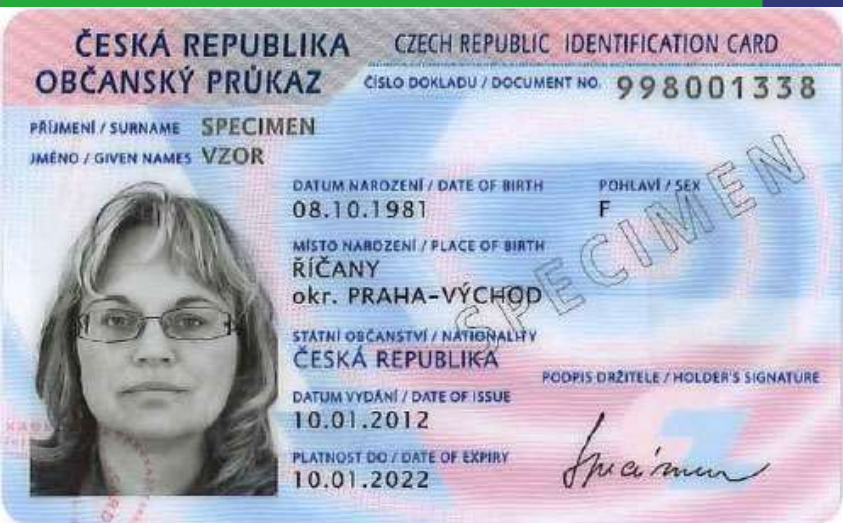 ČESKÁ REPUBLIKA
CZECH REPUBLIC IDENTIFICATION CARD
OBČANSKÝ PRŮKAZ
ČÍSLO DOKLADU / DOCUMENT NO. 998001338
PŘÍJMENÍ / SURNAME SPECIMEN
JMÉNO / GIVEN NAMES VZOR
DATUM NAROZENÍ / DATE OF BIRTH
08.10.1981
POHLAVÍ / SEX
F
MÍSTO NAROZENÍ / PLACE OF BIRTH
ŘÍČANY
okr. PRAHA-VÝCHOD
SPECIMEN
STÁTNÍ OBČANSTVÍ / NATIONALITY
ČESKÁ REPUBLIKA
PODPIS DRŽITELE / HOLDER'S SIGNATURE
Specimen
DATUM VYDÁNÍ / DATE OF ISSUE
10.01.2012
PLATNOST DO / DATE OF EXPIRY
10.01.2022